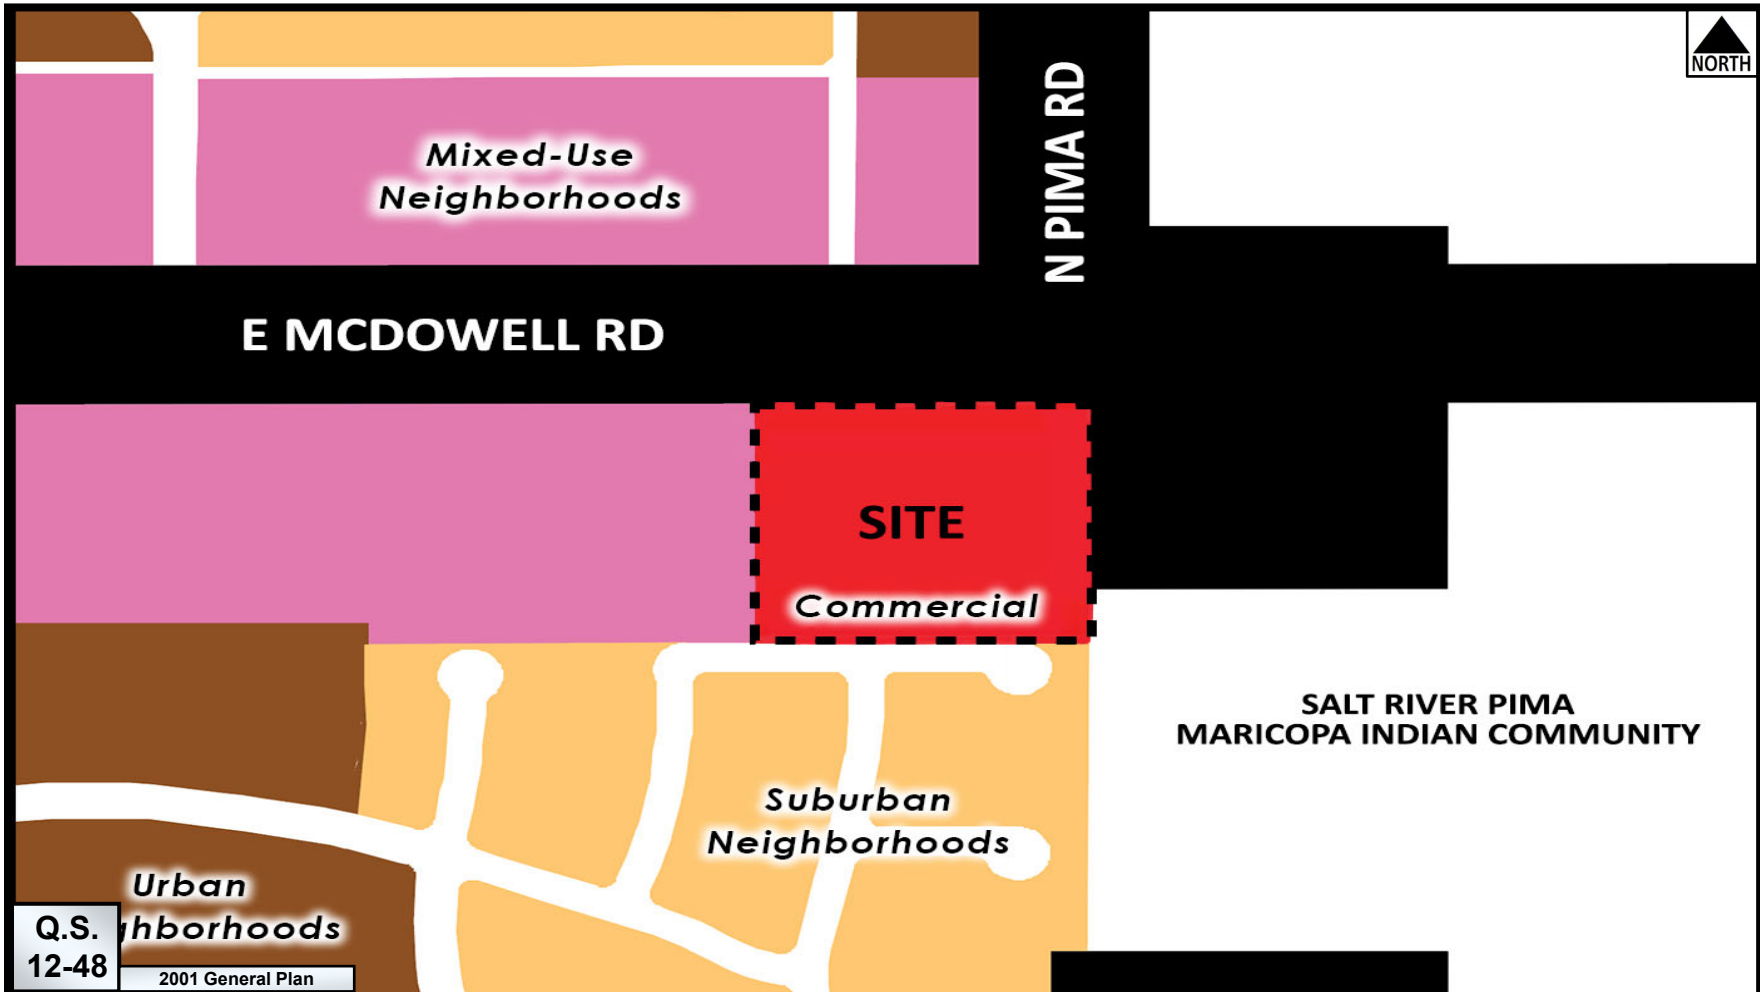 NORTH
N PIMA RD
Mixed-Use
Neighborhoods
E MCDOWELL RD
SITE
Commercial
SALT RIVER PIMA
MARICOPA INDIAN COMMUNITY
Suburban
Neighborhoods
Urban
ghborhoods
Q.S.
12-48
2001 General Plan